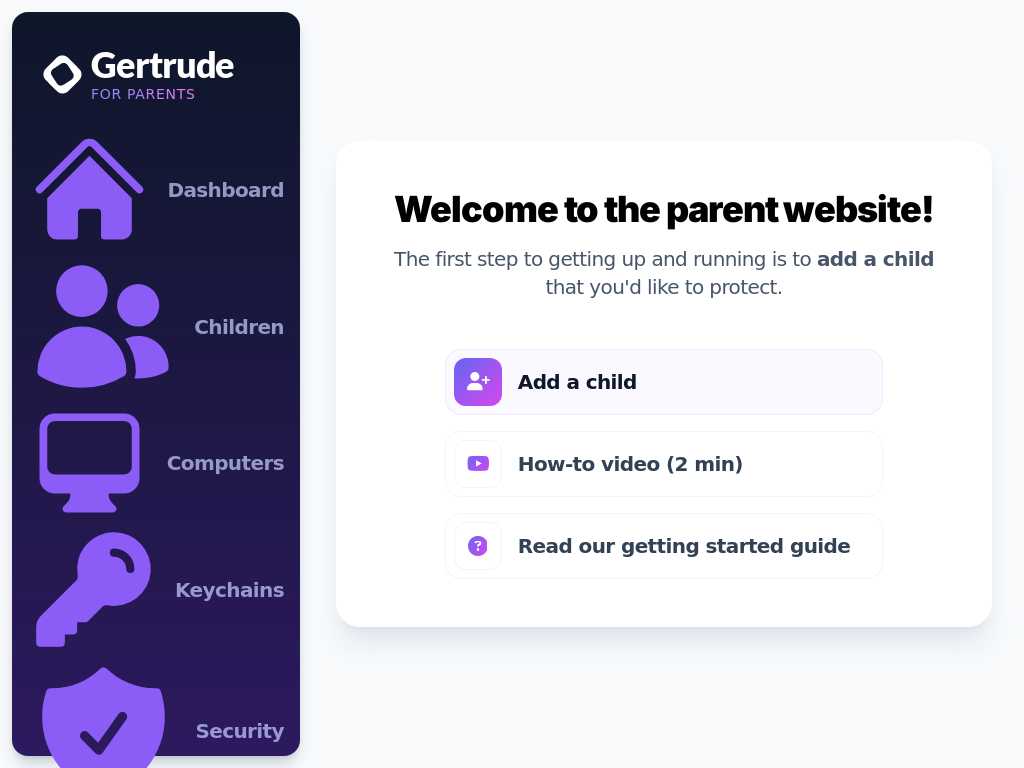 Gertrude
FOR PARENTS
Dashboard
Children
Computers
Keychains
Security
Welcome to the parent website!
The first step to getting up and running is to add a child
that you'd like to protect.
Add a child
How-to video (2 min)
Read our getting started guide